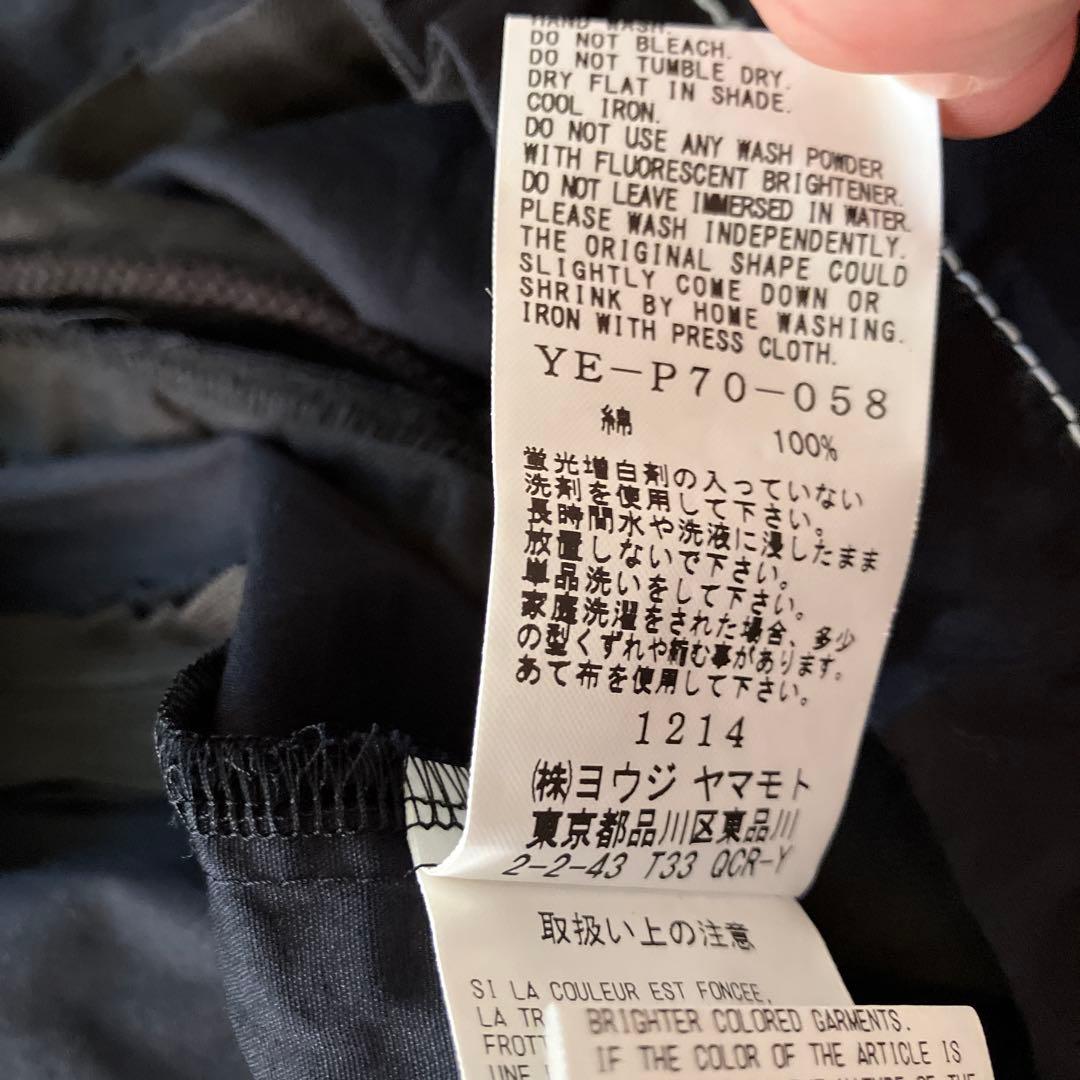 HAND WASH.
DO NOT BLEACH.
DO NOT TUMBLE DRY.
DRY FLAT IN SHADE.
COOL IRON.
DO NOT USE ANY WASH POWDER
WITH FLUORESCENT BRIGHTENER.
DO NOT LEAVE IMMERSED IN WATER.
PLEASE WASH INDEPENDENTLY.
THE ORIGINAL SHAPE COULD
SLIGHTLY COME DOWN OR
SHRINK BY HOME WASHING.
IRON WITH PRESS CLOTH.
YE-P70-058
綿 100%
蛍光増白剤の入っていない
洗剤を使用して下さい。
長時間水や洗液に浸したまま
放置しないで下さい。
単品洗いをして下さい。
家庭洗濯をされた場合、多少
の型くずれや縮む事があります。
あて布を使用して下さい。
1214
(株)ヨウジ ヤマモト
東京都品川区東品川
2-2-43 T33 QCR-Y
取扱い上の注意
SI LA COULEUR EST FONCEE,
LA TR
FROTT
UNE
BRIGHTER COLORED GARMENTS.
IF THE COLOR OF THE ARTICLE IS
NATURE OF THE